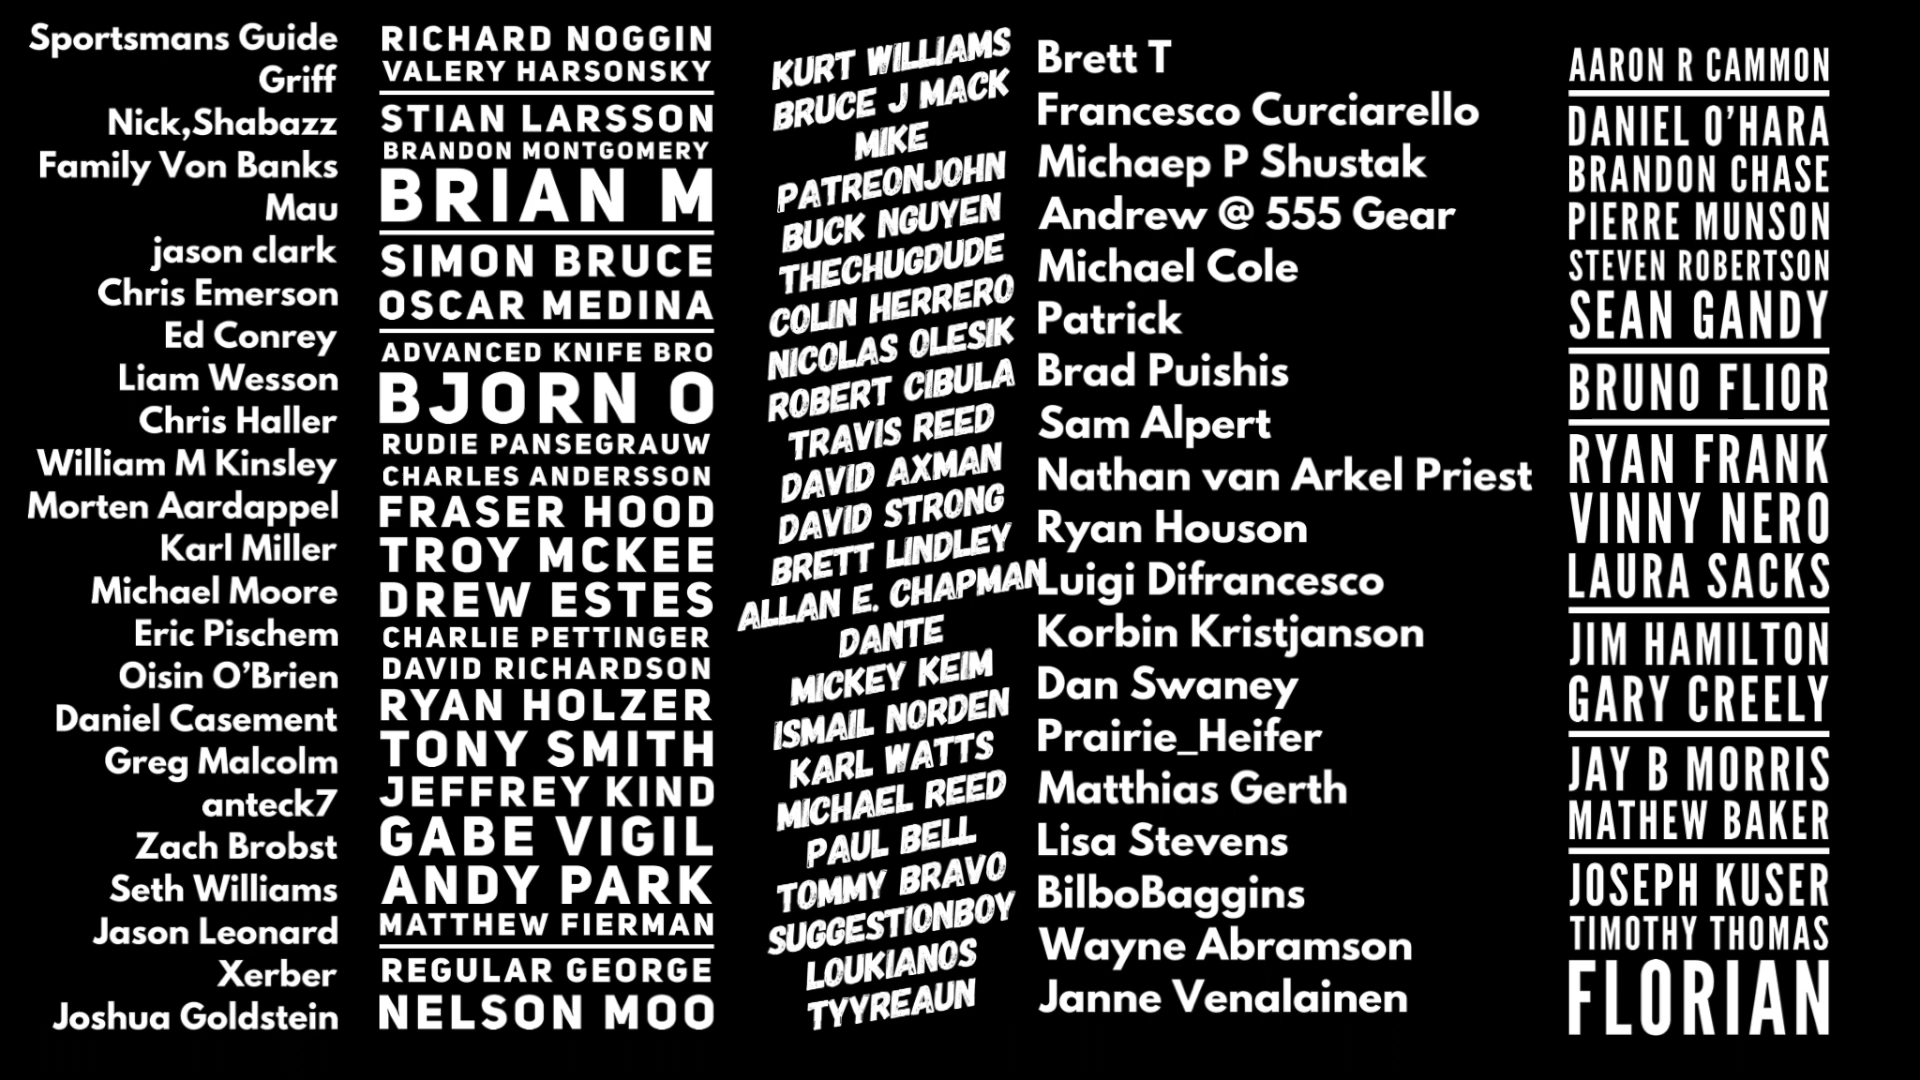 Sportsmans Guide
Griff
Nick,Shabazz
Family Von Banks
Mau
jason clark
Chris Emerson
Ed Conrey
Liam Wesson
Chris Haller
William M Kinsley
Morten Aardappel
Karl Miller
Michael Moore
Eric Pischem
Oisin O’Brien
Daniel Casement
Greg Malcolm
anteck7
Zach Brobst
Seth Williams
Jason Leonard
Xerber
Joshua Goldstein
RICHARD NOGGIN
VALERY HARSONSKY
STIAN LARSSON
BRANDON MONTGOMERY
BRIAN M
SIMON BRUCE
OSCAR MEDINA
ADVANCED KNIFE BRO
BJORN O
RUDIE PANSEGRAUW
CHARLES ANDERSSON
FRASER HOOD
TROY MCKEE
DREW ESTES
CHARLIE PETTINGER
DAVID RICHARDSON
RYAN HOLZER
TONY SMITH
JEFFREY KIND
GABE VIGIL
ANDY PARK
MATTHEW FIERMAN
REGULAR GEORGE
NELSON MOO
KURT WILLIAMS
BRUCE J MACK
MIKE
PATREONJOHN
BUCK NGUYEN
THECHUGDUDE
COLIN HERRERO
NICOLAS OLESIK
ROBERT CIBULA
TRAVIS REED
DAVID AXMAN
DAVID STRONG
BRETT LINDLEY
ALLAN E. CHAPMAN
DANTE
MICKEY KEIM
ISMAIL NORDEN
KARL WATTS
MICHAEL REED
PAUL BELL
TOMMY BRAVO
SUGGESTIONBOY
LOUKIANOS
TYYREAUN
Brett T
Francesco Curciarello
Michaep P Shustak
Andrew @ 555 Gear
Michael Cole
Patrick
Brad Puishis
Sam Alpert
Nathan van Arkel Priest
Ryan Houson
Luigi Difrancesco
Korbin Kristjanson
Dan Swaney
Prairie_Heifer
Matthias Gerth
Lisa Stevens
BilboBaggins
Wayne Abramson
Janne Venalainen
AARON R CAMMON
DANIEL O’HARA
BRANDON CHASE
PIERRE MUNSON
STEVEN ROBERTSON
SEAN GANDY
BRUNO FLIOR
RYAN FRANK
VINNY NERO
LAURA SACKS
JIM HAMILTON
GARY CREELY
JAY B MORRIS
MATHEW BAKER
JOSEPH KUSER
TIMOTHY THOMAS
FLORIAN